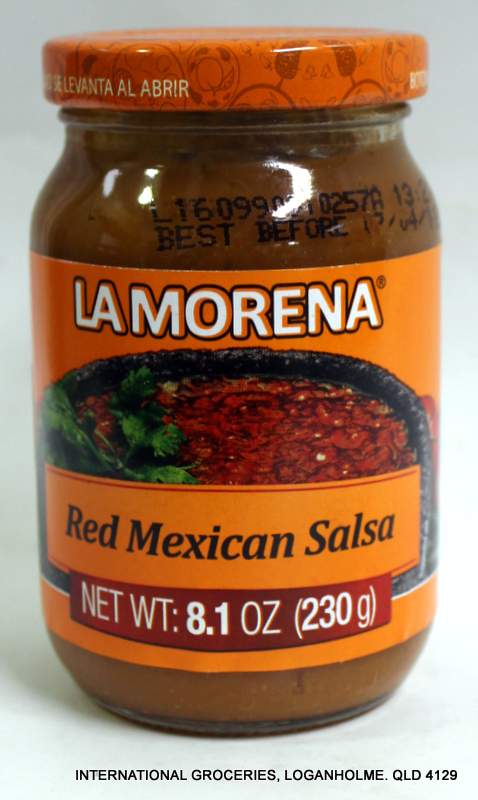 SE LEVANTA AL ABRIR
BEST BEFORE
LA MORENA®
Red Mexican Salsa
NET WT: 8.1 OZ (230 g)
INTERNATIONAL GROCERIES, LOGANHOLME. QLD 4129